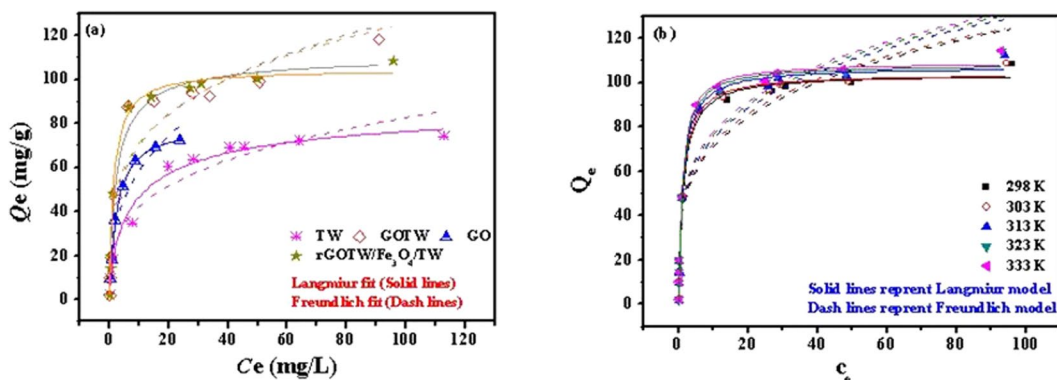 (a)
120
100
80
60
40
20
0
Qe (mg/g)
TW GOTW GO
rGOTW/Fe3O4/TW
Langmiur fit (Solid lines)
Freundlich fit (Dash lines)
0 20 40 60 80 100 120
Ce (mg/L)
(b )
120
100
80
60
40
20
0
Qe
298 K
303 K
313 K
323 K
333 K
Solid lines reprent Langmiur model
Dash lines reprent Freundlich model
0 20 40 60 80 100
ce